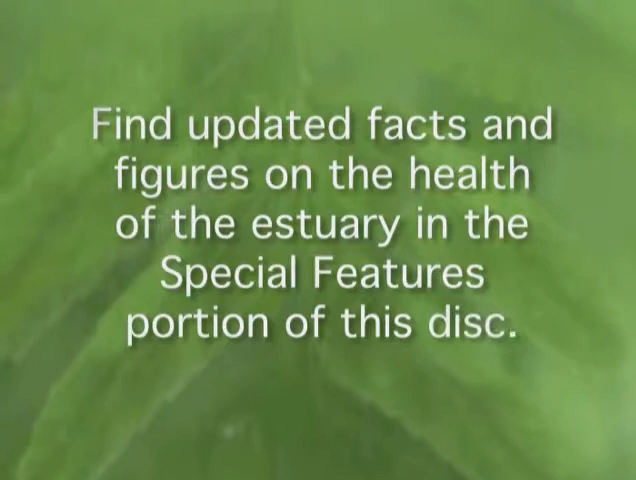 Find updated facts and
figures on the health
of the estuary in the
Special Features
portion of this disc.